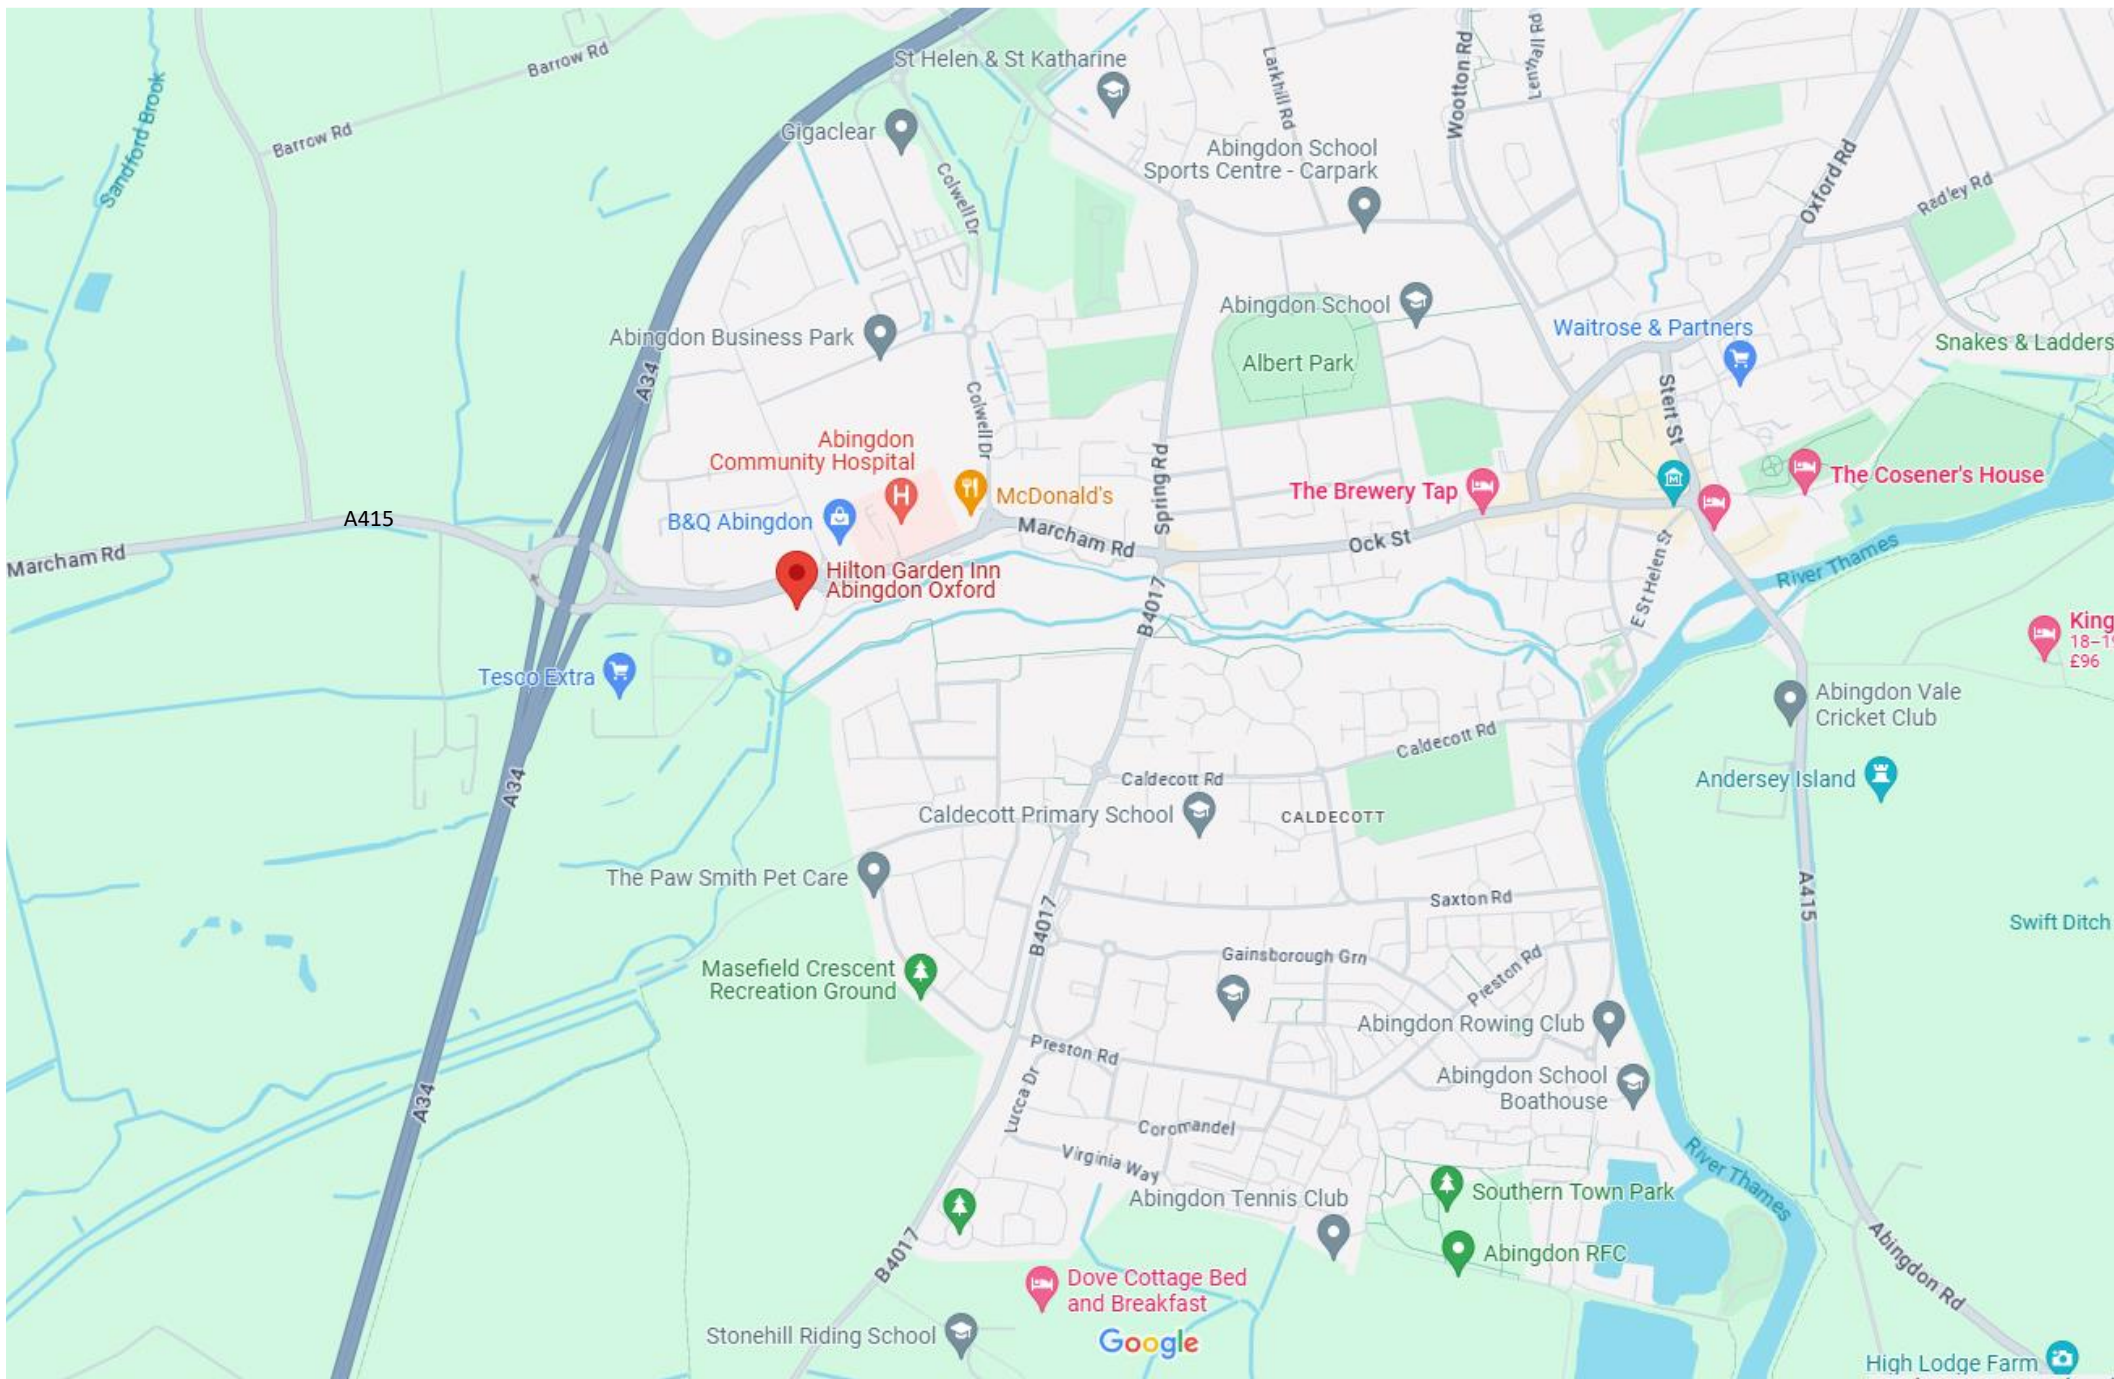 Barrow Rd
Barrow Rd
Sandford Brook
St Helen & St Katharine
Gigaclear
Colwell Dr
Larkhill Rd
Wootton Rd
Lenthall Rd
Abingdon School
Sports Centre - Carpark
Oxford Rd
Radley Rd
Abingdon Business Park
A34
Colwell Dr
Abingdon School
Albert Park
Waitrose & Partners
Snakes & Ladders
Stert St
Abingdon
Community Hospital
H
McDonald's
B&Q Abingdon
Spring Rd
The Brewery Tap
M
The Cosener's House
A415
Marcham Rd
Marcham Rd
Ock St
Hilton Garden Inn
Abingdon Oxford
B4017
E St Helen St
River Thames
King
£96
Tesco Extra
Abingdon Vale
Cricket Club
Caldecott Rd
Caldecott Rd
Andersey Island
A34
Caldecott Primary School
CALDECOTT
The Paw Smith Pet Care
B4017
Saxton Rd
A415
Swift Ditch
Masefield Crescent
Recreation Ground
Gainsborough Grn
Preston Rd
Abingdon Rowing Club
Preston Rd
A34
Lucca Dr
Abingdon School
Boathouse
Coromandel
Virginia Way
River Thames
Abingdon Tennis Club
Southern Town Park
B4017
Abingdon RFC
Abingdon Rd
Dove Cottage Bed
and Breakfast
Stonehill Riding School
Google
High Lodge Farm